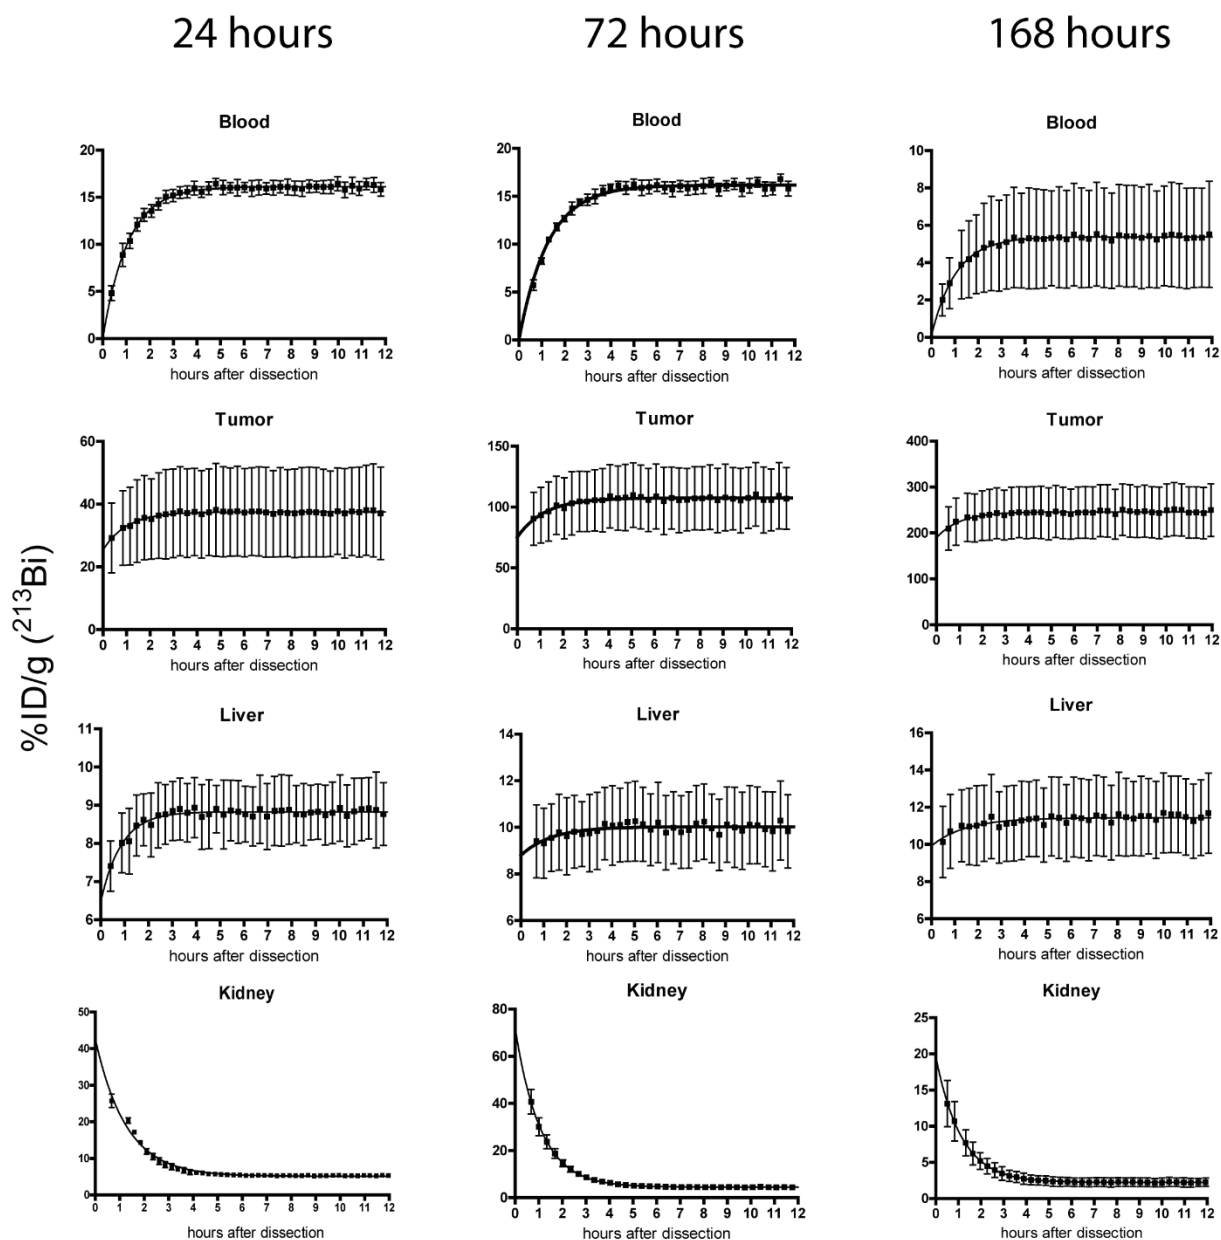 24 hours 72 hours 168 hours
%ID/g (²¹³Bi)
Blood
20
15
10
5
0
0 1 2 3 4 5 6 7 8 9 10 11 12
hours after dissection
Blood
20
15
10
5
0
0 1 2 3 4 5 6 7 8 9 10 11 12
hours after dissection
Blood
10
8
6
4
2
0
0 1 2 3 4 5 6 7 8 9 10 11 12
hours after dissection
Tumor
60
40
20
0
0 1 2 3 4 5 6 7 8 9 10 11 12
hours after dissection
Tumor
150
100
50
0
0 1 2 3 4 5 6 7 8 9 10 11 12
hours after dissection
Tumor
400
300
200
100
0
0 1 2 3 4 5 6 7 8 9 10 11 12
hours after dissection
Liver
11
10
9
8
7
6
0 1 2 3 4 5 6 7 8 9 10 11 12
hours after dissection
Liver
14
12
10
8
6
0 1 2 3 4 5 6 7 8 9 10 11 12
hours after dissection
Liver
16
14
12
10
8
6
0 1 2 3 4 5 6 7 8 9 10 11 12
hours after dissection
Kidney
50
40
30
20
10
0
0 1 2 3 4 5 6 7 8 9 10 11 12
hours after dissection
Kidney
80
60
40
20
0
0 1 2 3 4 5 6 7 8 9 10 11 12
hours after dissection
Kidney
25
20
15
10
5
0
0 1 2 3 4 5 6 7 8 9 10 11 12
hours after dissection